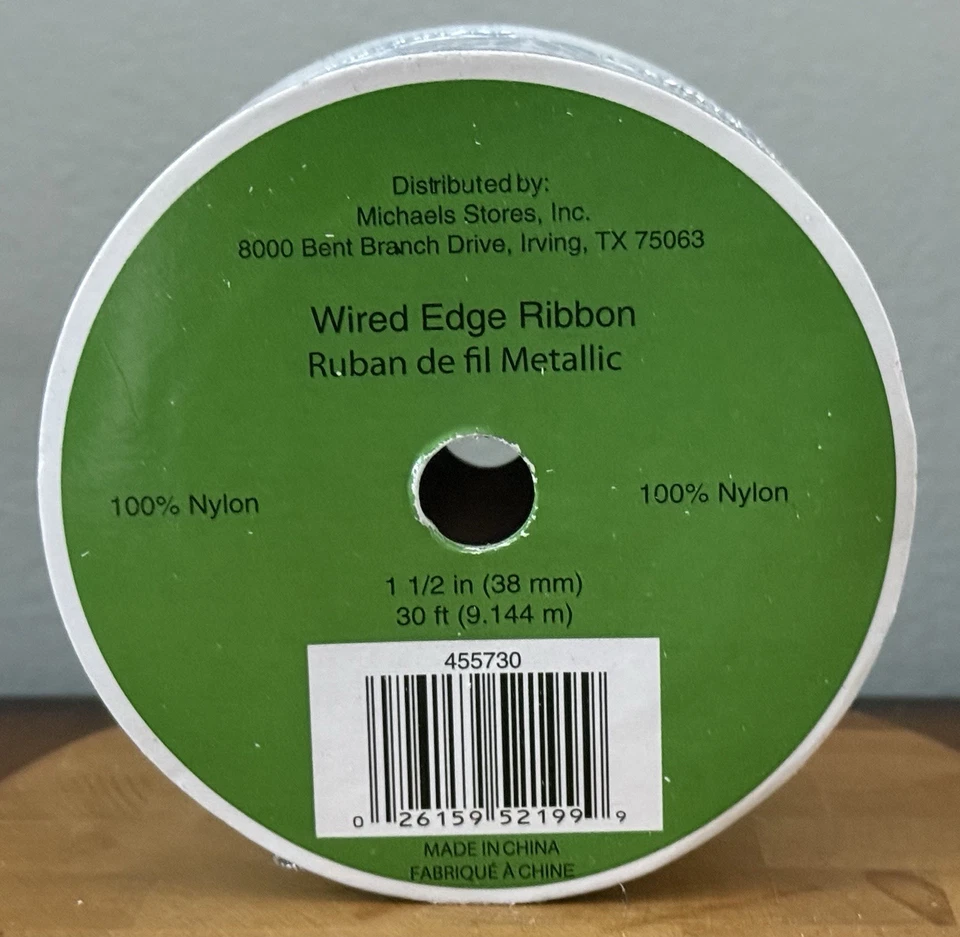 Distributed by:
Michaels Stores, Inc.
8000 Bent Branch Drive, Irving, TX 75063
Wired Edge Ribbon
Ruban de fil Metallic
100% Nylon
100% Nylon
1 1/2 in (38 mm)
30 ft (9.144 m)
455730
0 26159 52199 9
MADE IN CHINA
FABRIQUÉ À CHINE